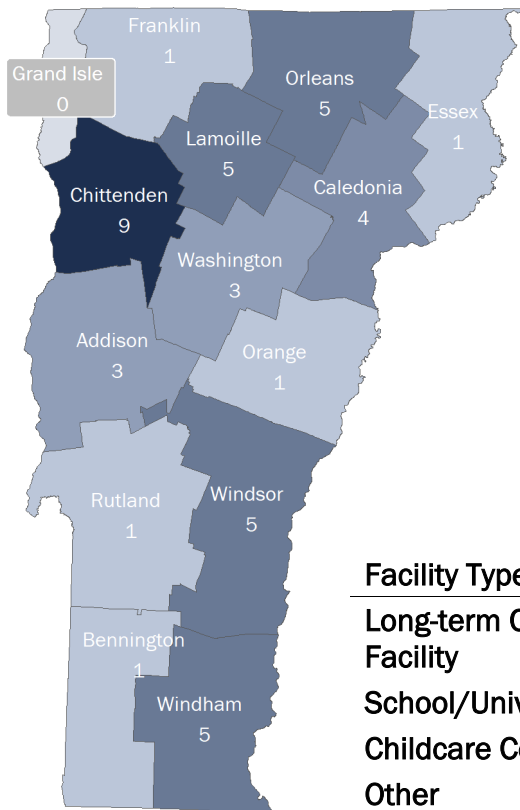 Franklin
1
Grand Isle
0
Orleans
5
Essex
1
Lamoille
5
Caledonia
4
Chittenden
9
Washington
3
Addison
3
Orange
1
Rutland
1
Windsor
5
Bennington
1
Windham
5
Facility Type
Long-term
Facility
School/
Childcare
Other